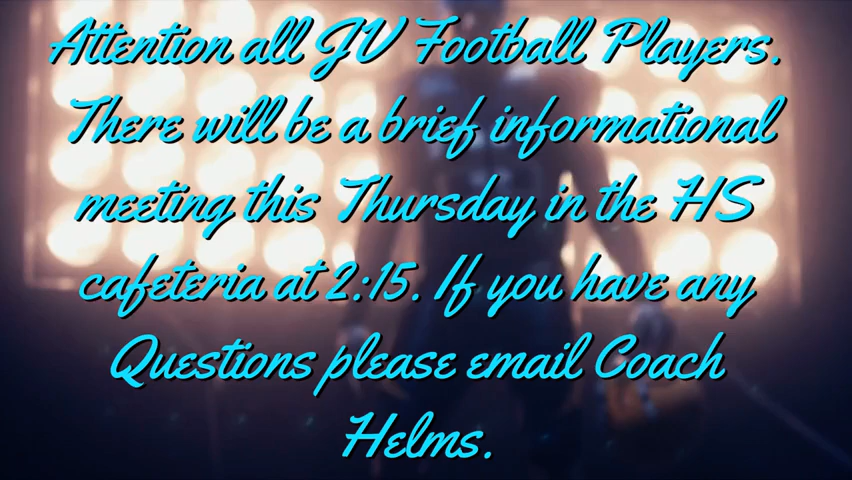 Attention all JV Football Players.
There will be a brief informational
meeting this Thursday in the HS
cafeteria at 2:15. If you have any
Questions please email Coach
Helms.